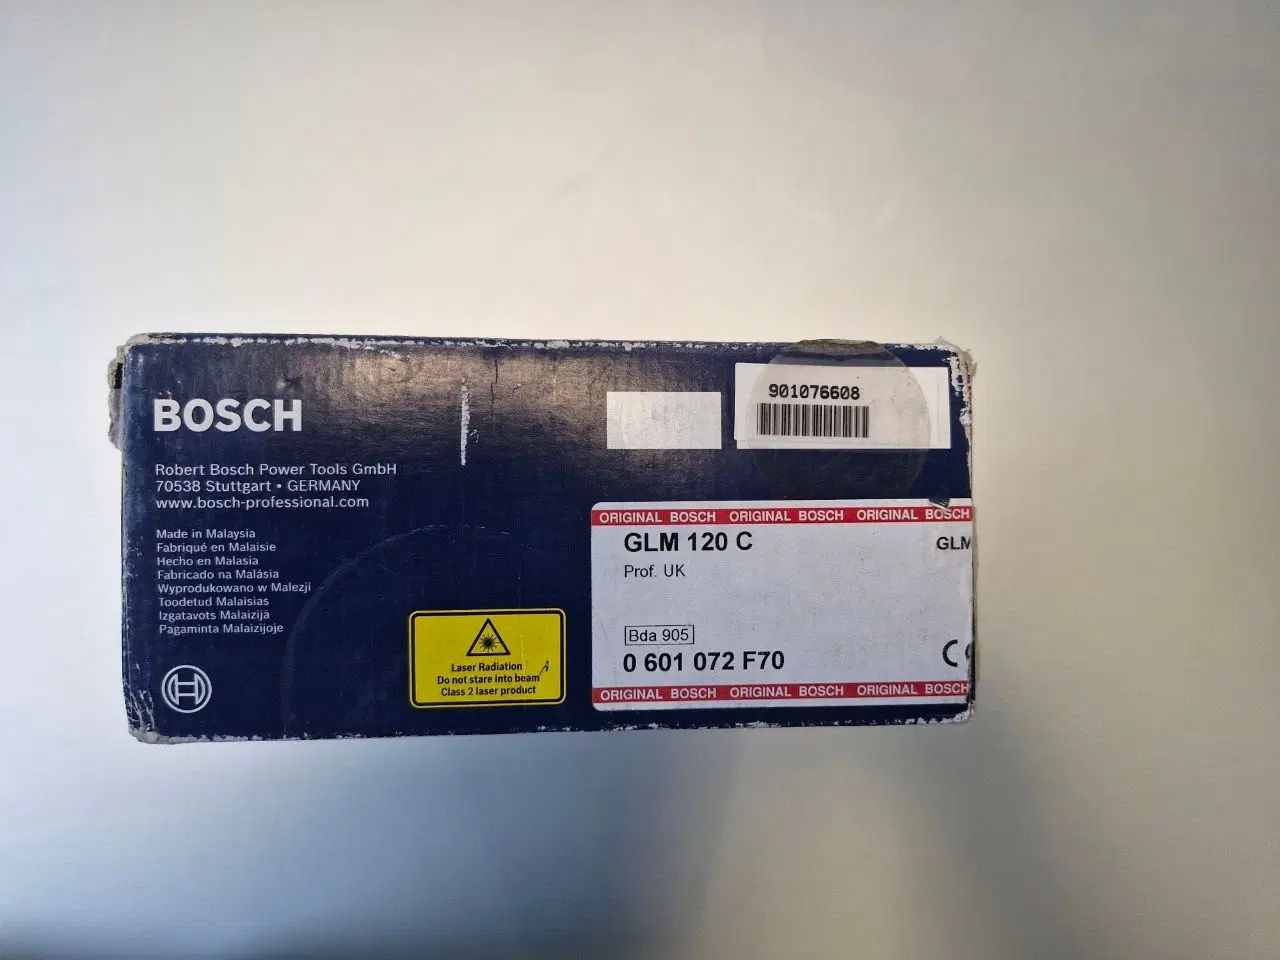 BOSCH
Robert Bosch Power Tools GmbH
70538 Stuttgart • GERMANY
www.bosch-professional.com
Made in Malaysia
Fabriqué en Malaisie
Hecho en Malasia
Fabricado na Malásia
Wyprodukowano w Malezji
Toodetud Malaisias
Izgatavots Malaizijā
Pagaminta Malaizijoje
Laser Radiation
Do not stare into beam
Class 2 laser product
901076608
ORIGINAL BOSCH ORIGINAL BOSCH ORIGINAL BOSCH
GLM 120 C
GLM
Prof. UK
Bda 905
0 601 072 F70
CE
ORIGINAL BOSCH ORIGINAL BOSCH ORIGINAL BOSCH